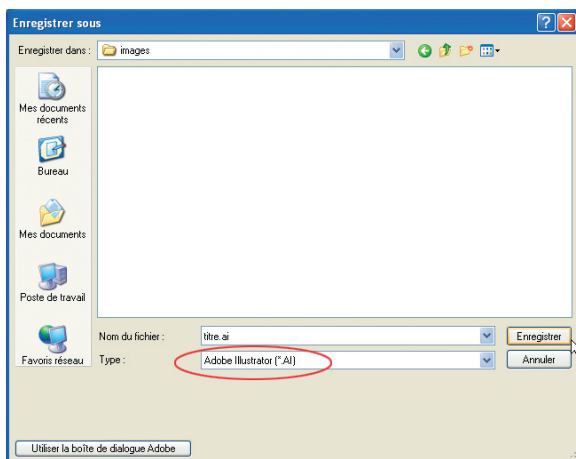 Enregistrer sous
Enregistrer dans :
images
Mes documents
récents
Bureau
Mes documents
Poste de travail
Favoris réseau
Nom du fichier :
titre.ai
Enregistrer
Type :
Adobe Illustrator (*.AI)
Annuler
Utiliser la boîte de dialogue Adobe